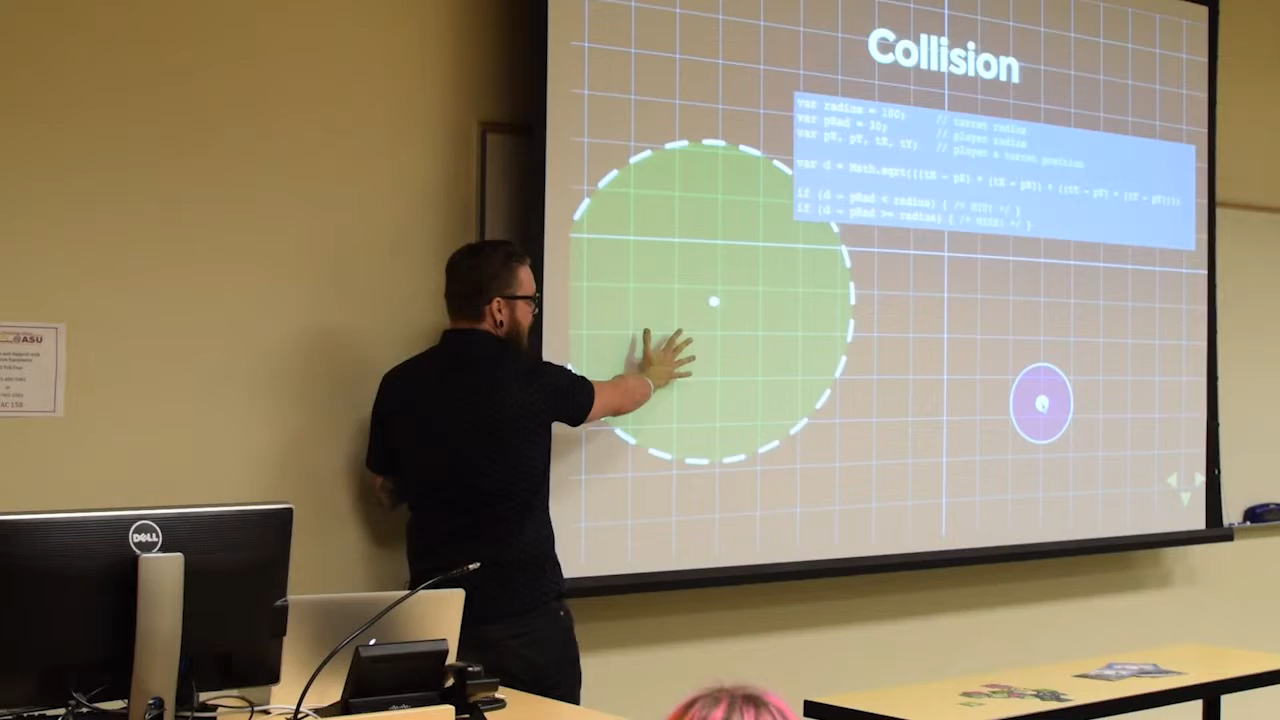 Collision
var radius = 180; // turret radius
var pRad = 30; // player radius
var pX, pY, tX, tY; // player & turret position
var d = Math.sqrt(((tX - pX) * (tX - pX)) + ((tY - pY) * (tY - pY)));
if (d - pRad < radius) { /* HIT! */ }
if (d - pRad >= radius) { /* MISS! */ }
@ASU
DELL